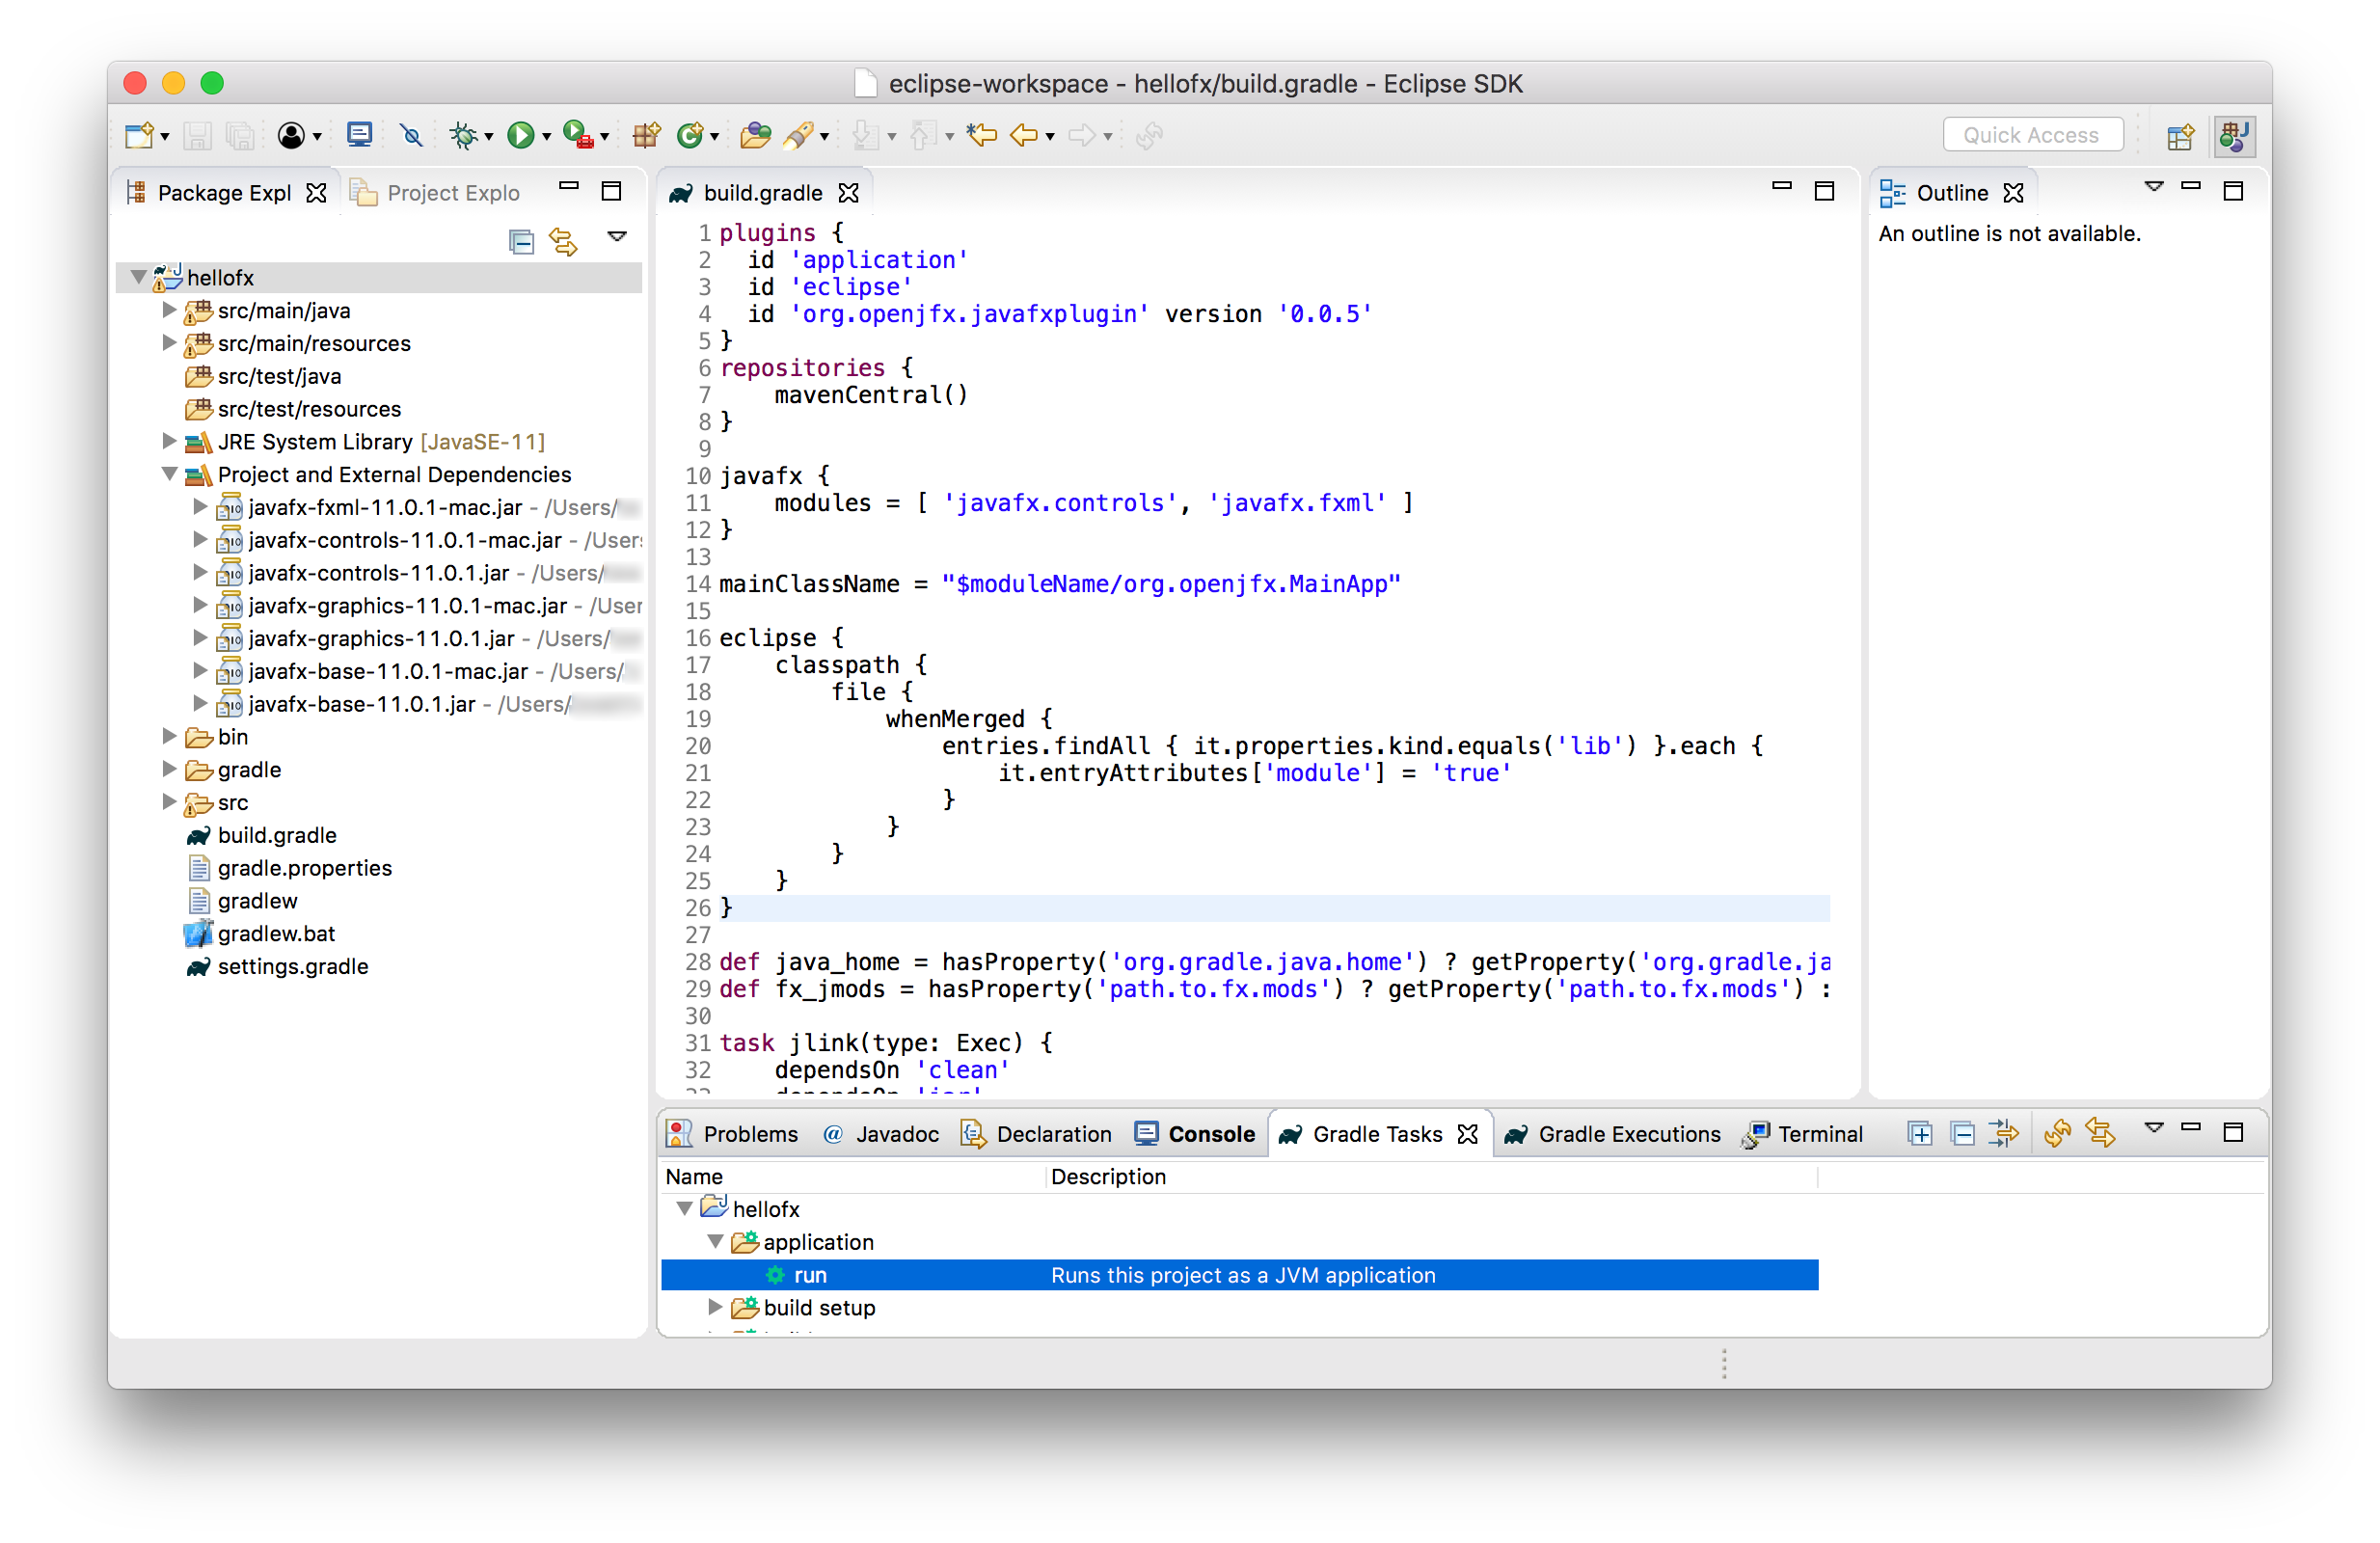 eclipse-workspace - hellofx/build.gradle - Eclipse SDK
Quick Access
Package Expl
Project Explo
hellofx
src/main/java
src/main/resources
src/test/java
src/test/resources
JRE System Library [JavaSE-11]
Project and External Dependencies
javafx-fxml-11.0.1-mac.jar - /Users/
javafx-controls-11.0.1-mac.jar - /Users
javafx-controls-11.0.1.jar - /Users/
javafx-graphics-11.0.1-mac.jar - /User
javafx-graphics-11.0.1.jar - /Users/
javafx-base-11.0.1-mac.jar - /Users/
javafx-base-11.0.1.jar - /Users/
bin
gradle
src
build.gradle
gradle.properties
gradlew
gradlew.bat
settings.gradle
build.gradle
1 plugins {
2 id 'application'
3 id 'eclipse'
4 id 'org.openjfx.javafxplugin' version '0.0.5'
5 }
6 repositories {
7 mavenCentral()
8 }
9
10 javafx {
11 modules = [ 'javafx.controls', 'javafx.fxml' ]
12 }
13
14 mainClassName = "$moduleName/org.openjfx.MainApp"
15
16 eclipse {
17 classpath {
18 file {
19 whenMerged {
20 entries.findAll { it.properties.kind.equals('lib') }.each {
21 it.entryAttributes['module'] = 'true'
22 }
23 }
24 }
25 }
26 }
27
28 def java_home = hasProperty('org.gradle.java.home') ? getProperty('org.gradle.ja
29 def fx_jmods = hasProperty('path.to.fx.mods') ? getProperty('path.to.fx.mods') :
30
31 task jlink(type: Exec) {
32 dependsOn 'clean'
Outline
An outline is not available.
Problems
Javadoc
Declaration
Console
Gradle Tasks
Gradle Executions
Terminal
Name Description
hellofx
application
run Runs this project as a JVM application
build setup